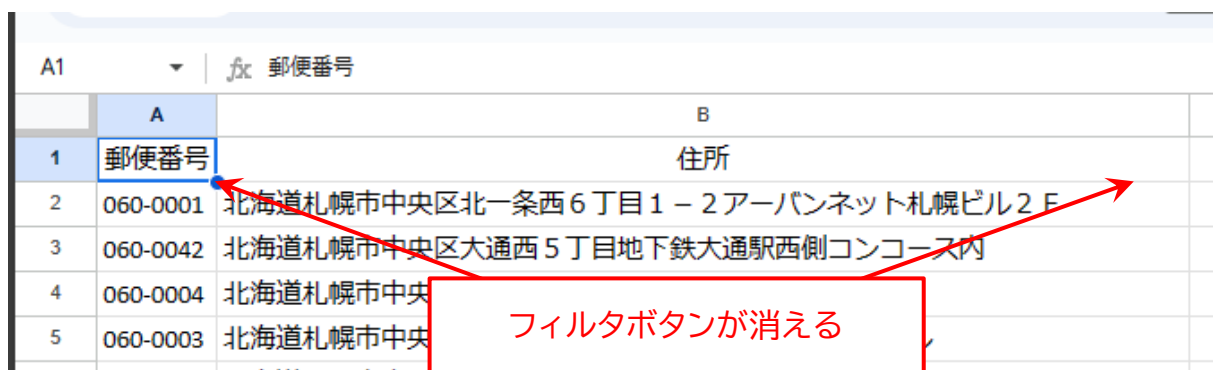 A1 fx 郵便番号
A B
1 郵便番号 住所
2 060-0001 北海道札幌市中央区北一条西６丁目１－２アーバンネット札幌ビル２Ｆ
3 060-0042 北海道札幌市中央区大通西５丁目地下鉄大通駅西側コンコース内
4 060-0004 北海道札幌市中央
フィルタボタンが消える
5 060-0003 北海道札幌市中央